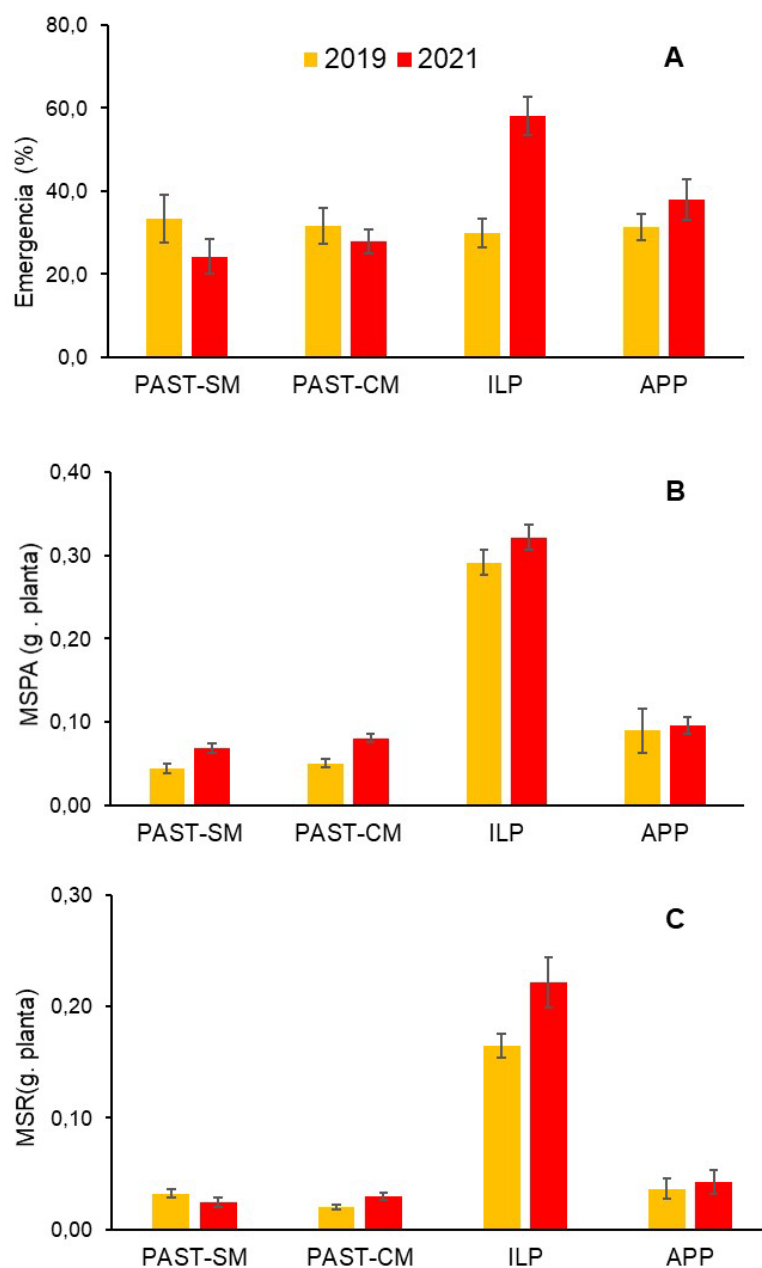 80,0
2019 2021
A
60,0
40,0
20,0
0,0
Emergencia (%)
PAST-SM PAST-CM ILP APP
0,40
B
0,30
0,20
0,10
0,00
MSPA (g . planta)
PAST-SM PAST-CM ILP APP
0,30
C
0,20
0,10
0,00
MSR(g. planta)
PAST-SM PAST-CM ILP APP